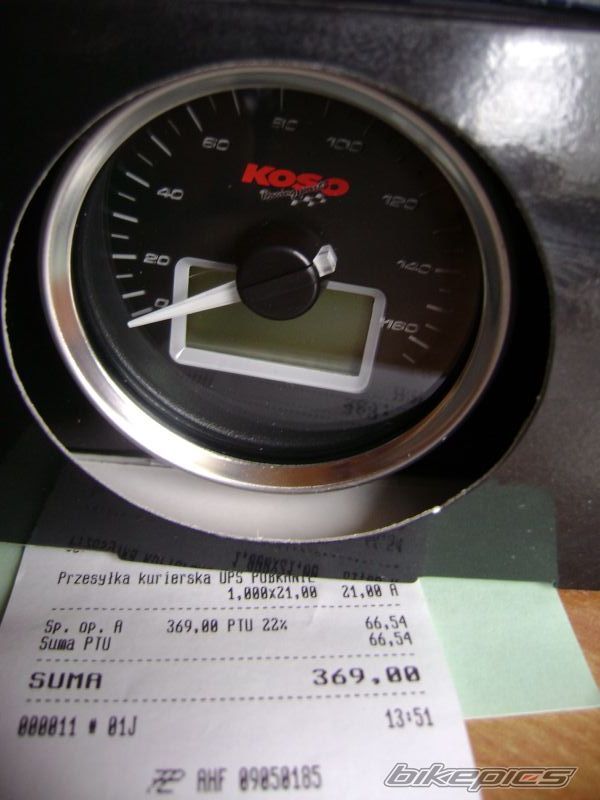 0
20
40
60
80
100
120
140
160
KOSO
Przesyłka kurierska UPS POBRANIE
1,000x21,00 21,00 A
Sp. op. A 369,00 PTU 22% 66,54
Suma PTU 66,54
SUMA 369,00
000011 # 01J 13:51
AHF 09050185
bikepics